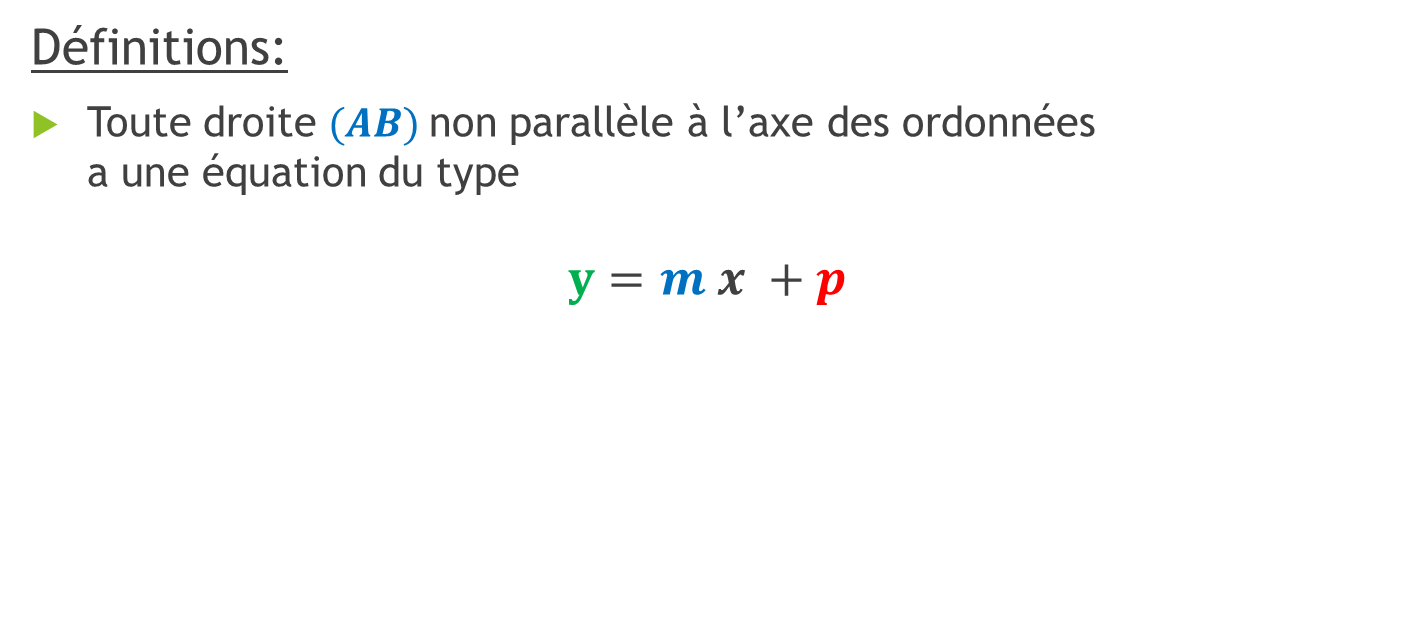 Définitions:
Toute droite (AB) non parallèle à l’axe des ordonnées
a une équation du type
y = m x + p